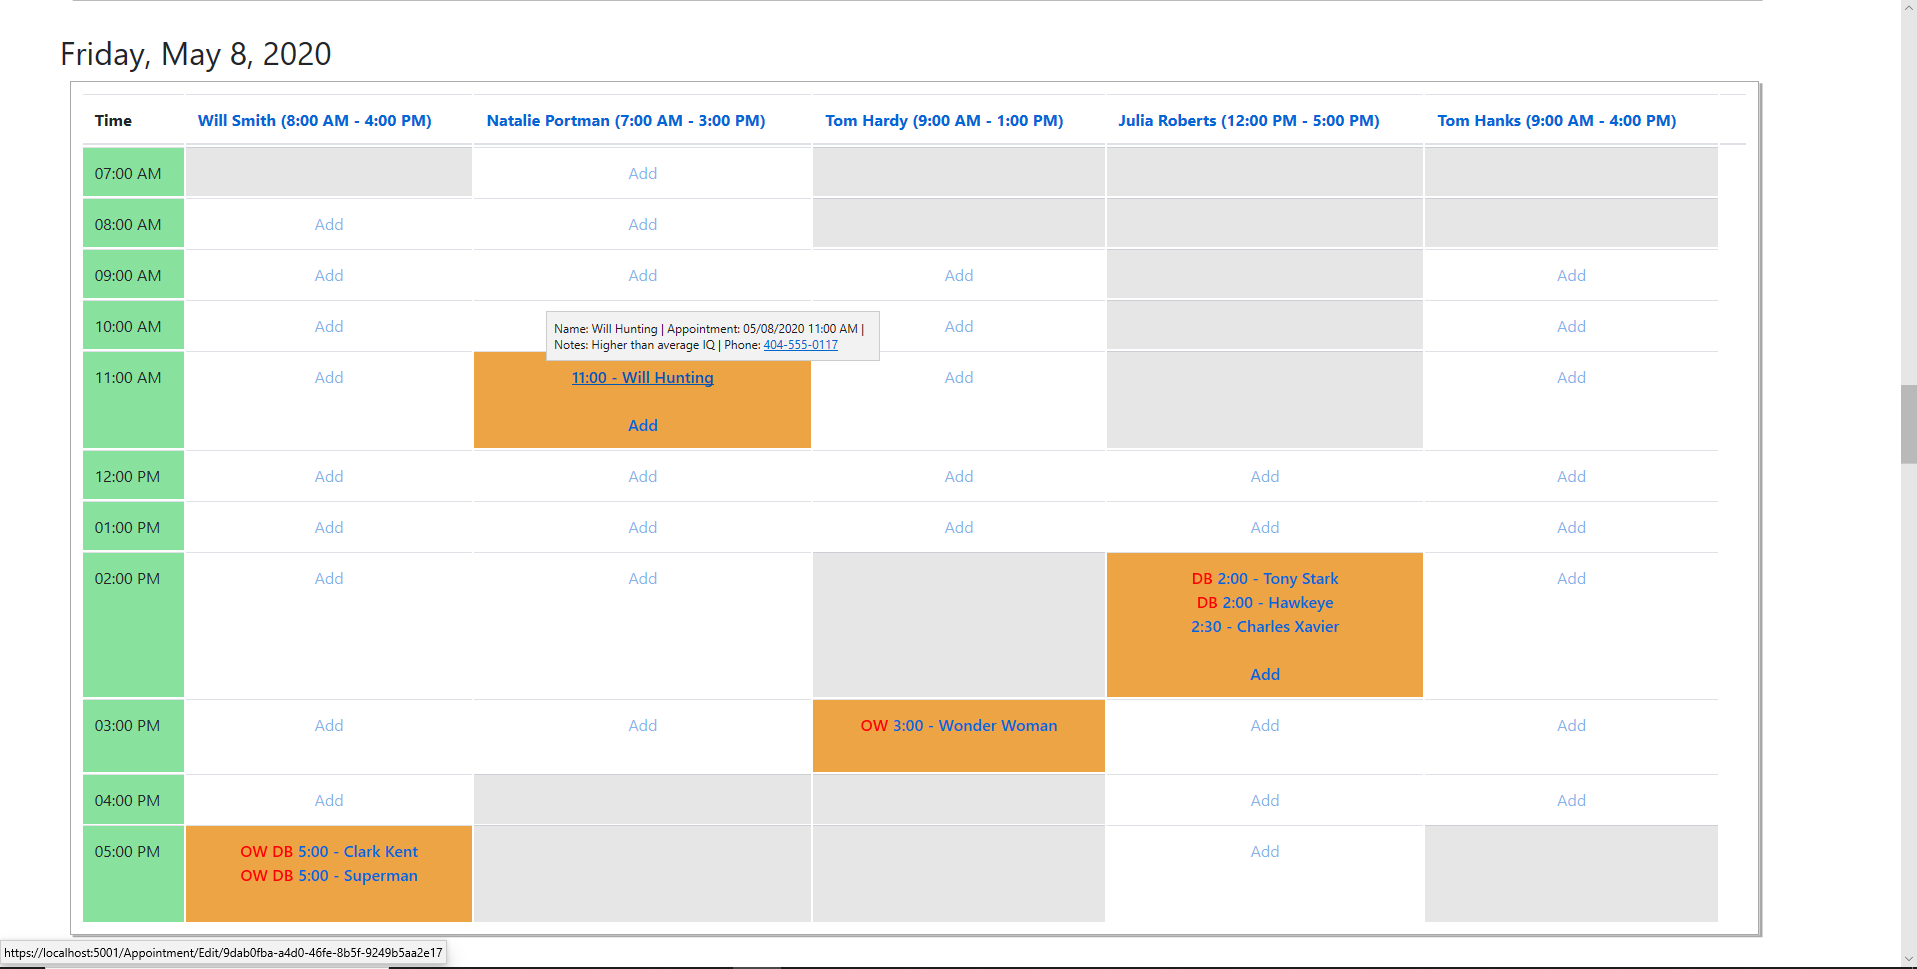 Friday, May 8, 2020
Time Will Smith (8:00 AM - 4:00 PM) Natalie Portman (7:00 AM - 3:00 PM) Tom Hardy (9:00 AM - 1:00 PM) Julia Roberts (12:00 PM - 5:00 PM) Tom Hanks (9:00 AM - 4:00 PM)
07:00 AM Add
08:00 AM Add Add
09:00 AM Add Add Add Add
10:00 AM Add Add Add
Name: Will Hunting | Appointment: 05/08/2020 11:00 AM |
Notes: Higher than average IQ | Phone: 404-555-0117
11:00 AM Add 11:00 - Will Hunting Add Add
Add
12:00 PM Add Add Add Add Add
01:00 PM Add Add Add Add Add
02:00 PM Add Add DB 2:00 - Tony Stark Add
DB 2:00 - Hawkeye
2:30 - Charles Xavier
Add
03:00 PM Add Add OW 3:00 - Wonder Woman Add Add
04:00 PM Add Add Add
05:00 PM OW DB 5:00 - Clark Kent Add
OW DB 5:00 - Superman
https://localhost:5001/Appointment/Edit/9dab0fba-a4d0-46fe-8b5f-9249b5aa2e17